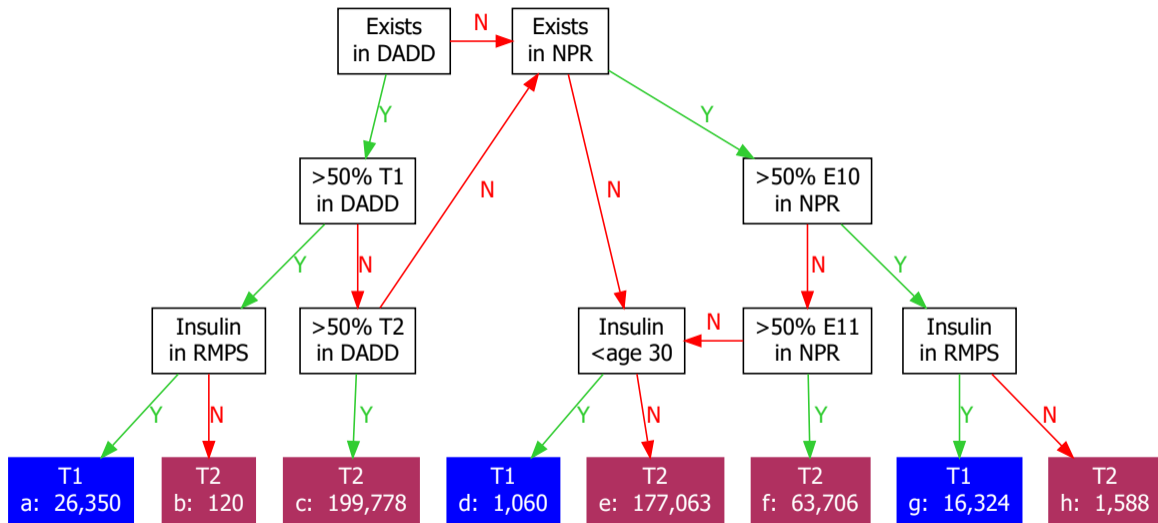 Exists
in DADD
N
Exists
in NPR
Y
Y
>50% T1
in DADD
N
N
>50% E10
in NPR
Y
N
N
Y
Insulin
in RMPS
>50% T2
in DADD
Insulin
<age 30
N
>50% E11
in NPR
Insulin
in RMPS
Y
N
Y
Y
N
Y
Y
N
T1
a: 26,350
T2
b: 120
T2
c: 199,778
T1
d: 1,060
T2
e: 177,063
T2
f: 63,706
T1
g: 16,324
T2
h: 1,588